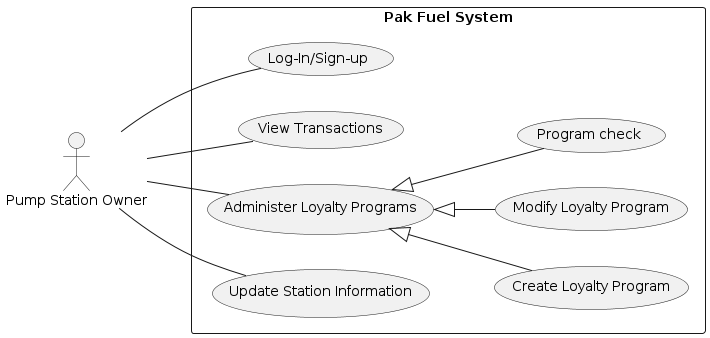 Pak Fuel System
Log-In/Sign-up
View Transactions
Program check
Pump Station Owner
Administer Loyalty Programs
Modify Loyalty Program
Update Station Information
Create Loyalty Program